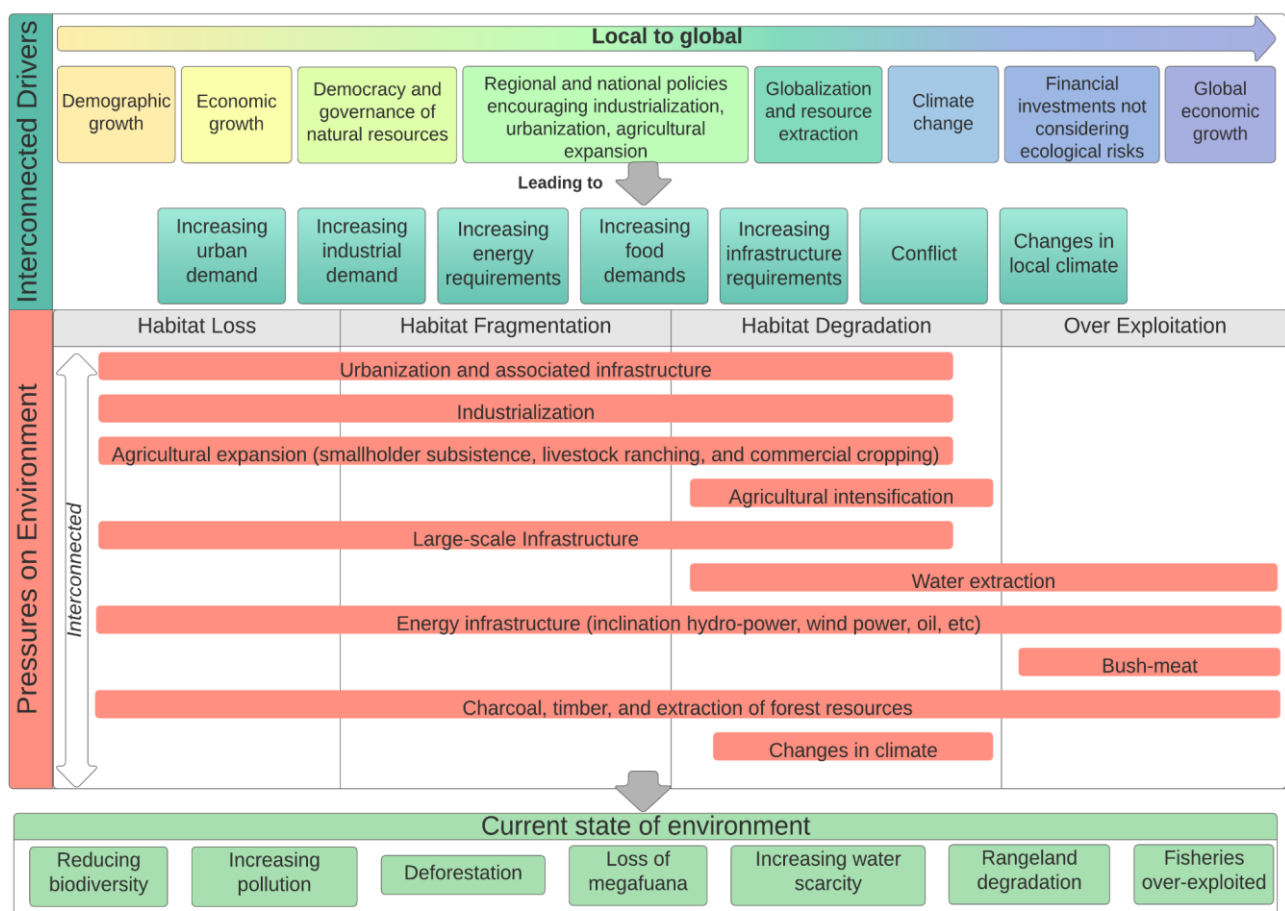 Interconnected Drivers
Local to global
Demographic
growth
Economic
growth
Democracy and
governance of
natural resources
Regional and national policies
encouraging industrialization,
urbanization, agricultural
expansion
Globalization
and resource
extraction
Climate
change
Financial
investments not
considering
ecological risks
Global
economic
growth
Leading to
Increasing
urban
demand
Increasing
industrial
demand
Increasing
energy
requirements
Increasing
food
demands
Increasing
infrastructure
requirements
Conflict
Changes in
local climate
Pressures on Environment
Habitat Loss
Habitat Fragmentation
Habitat Degradation
Over Exploitation
Interconnected
Urbanization and associated infrastructure
Industrialization
Agricultural expansion (smallholder subsistence, livestock ranching, and commercial cropping)
Agricultural intensification
Large-scale Infrastructure
Water extraction
Energy infrastructure (inclination hydro-power, wind power, oil, etc)
Bush-meat
Charcoal, timber, and extraction of forest resources
Changes in climate
Current state of environment
Reducing
biodiversity
Increasing
pollution
Deforestation
Loss of
megafuana
Increasing water
scarcity
Rangeland
degradation
Fisheries
over-exploited